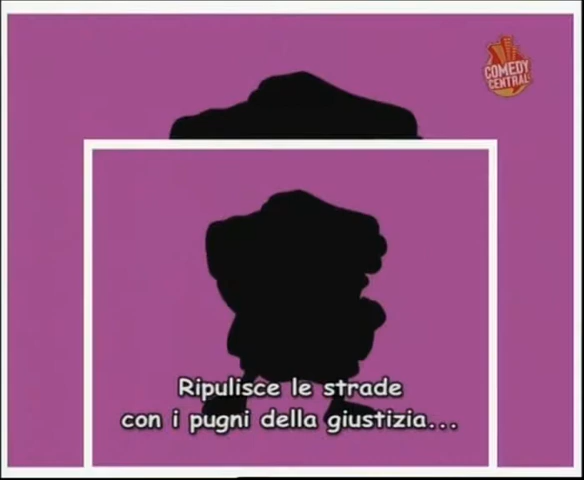 COMEDY
CENTRAL
Ripulisce le strade
con i pugni della giustizia...